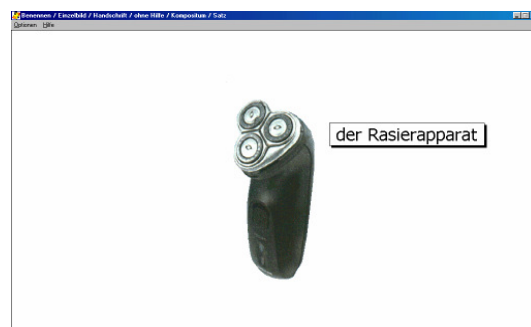 Benennen / Einzelbild / Handschrift / ohne Hilfe / Kompositum / Satz
Optionen Hilfe
der Rasierapparat